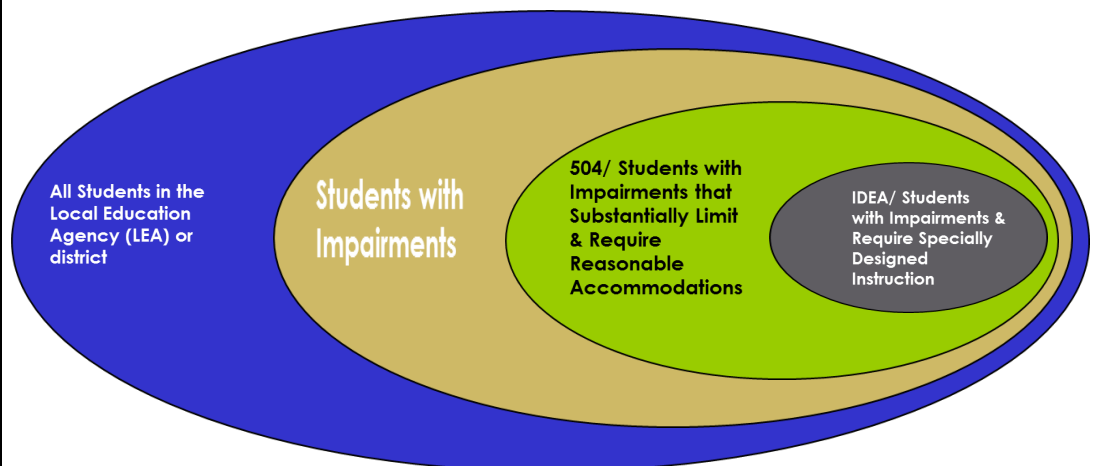 All Students in the
Local Education
Agency (LEA) or
district
Students with
Impairments
504/ Students with
Impairments that
Substantially Limit
& Require
Reasonable
Accommodations
IDEA/ Students
with Impairments &
Require Specially
Designed
Instruction